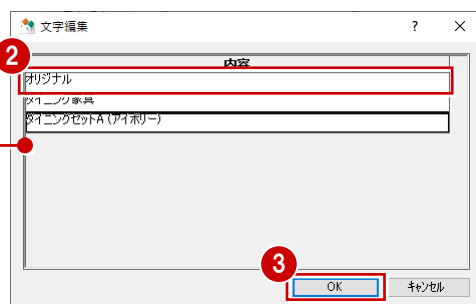 文字編集
? ×
2
内容
オリジナル
ダイニング家具
ダイニングセットA（アイボリー）
3
OK
キャンセル